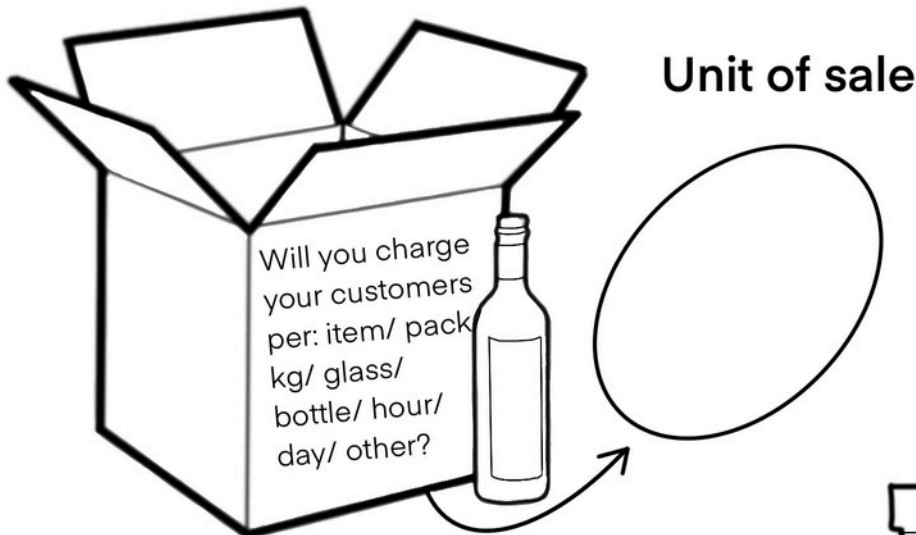 Unit of sale
Will you charge
your customers
per: item/ pack
kg/ glass/
bottle/ hour/
day/ other?